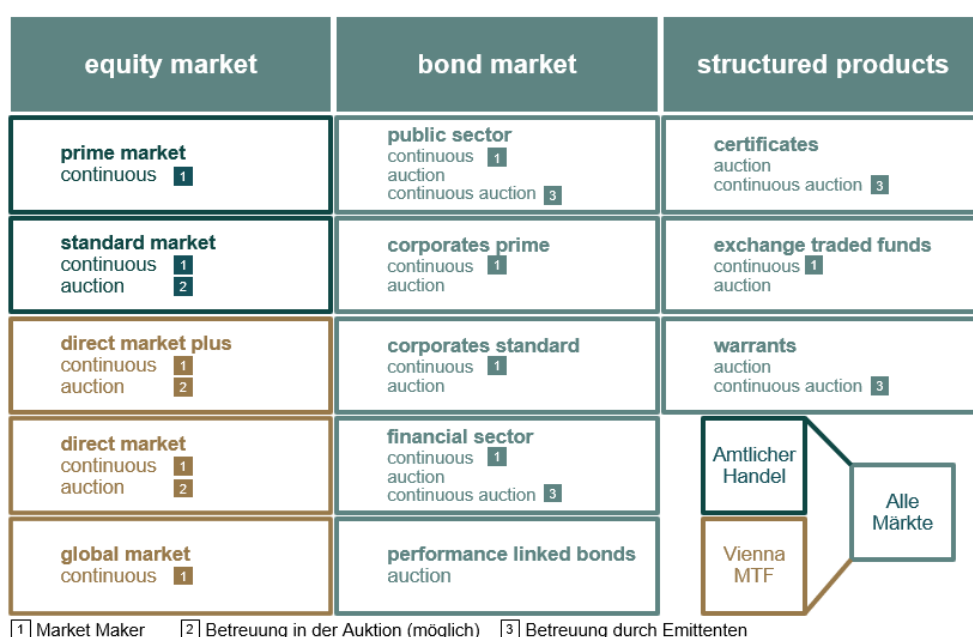 equity market
bond market
structured products
prime market
continuous 1
standard market
continuous 1
auction 2
direct market plus
continuous 1
auction 2
direct market
continuous 1
auction 2
global market
continuous 1
public sector
continuous 1
auction
continuous auction 3
corporates prime
continuous 1
auction
corporates standard
continuous 1
auction
financial sector
continuous 1
auction
continuous auction 3
performance linked bonds
auction
certificates
auction
continuous auction 3
exchange traded funds
continuous 1
auction
warrants
auction
continuous auction 3
Amtlicher
Handel
Vienna
MTF
Alle
Märkte
1 Market Maker 2 Betreuung in der Auktion (möglich) 3 Betreuung durch Emittenten